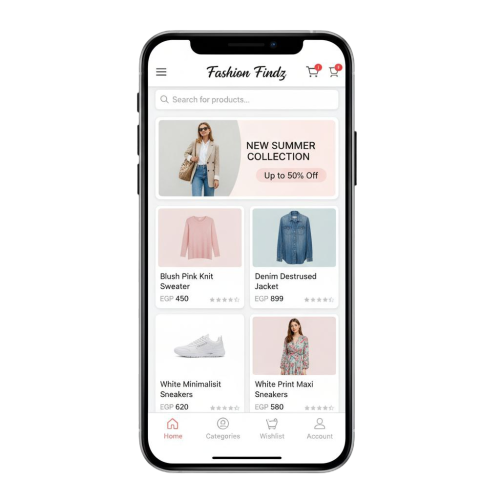 Fashion Findz
Search for products...
NEW SUMMER
COLLECTION
Up to 50% Off
Blush Pink Knit
Sweater
EGP 450
Denim Destrused
Jacket
EGP 899
White Minimalisit
Sneakers
EGP 620
White Print Maxi
Sneakers
EGP 580
Home
Categaries
Wishlist
Account